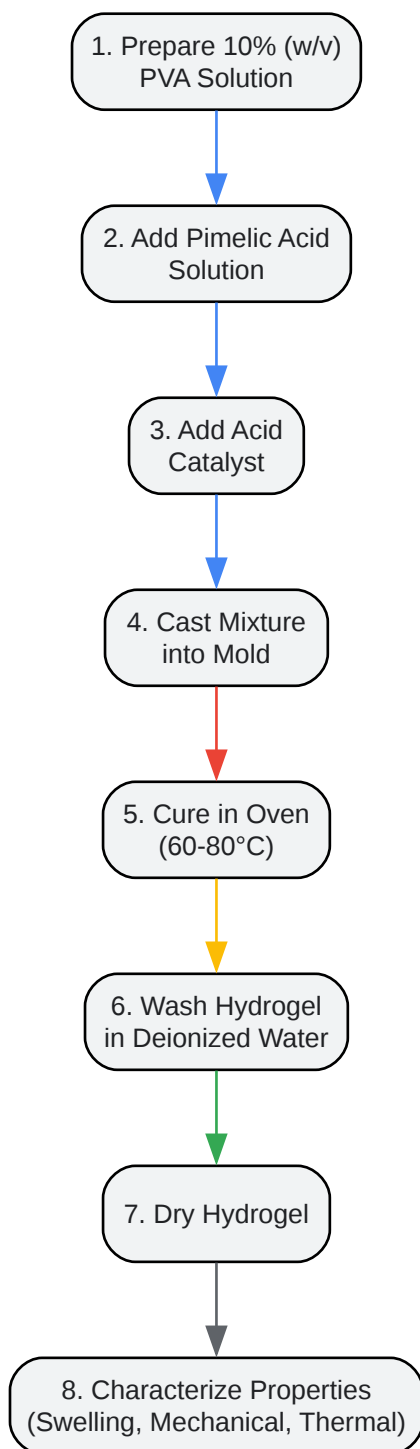 1. Prepare 10% (w/v)
PVA Solution
2. Add Pimelic Acid
Solution
3. Add Acid
Catalyst
4. Cast Mixture
into Mold
5. Cure in Oven
(60-80°C)
6. Wash Hydrogel
in Deionized Water
7. Dry Hydrogel
8. Characterize Properties
(Swelling, Mechanical, Thermal)